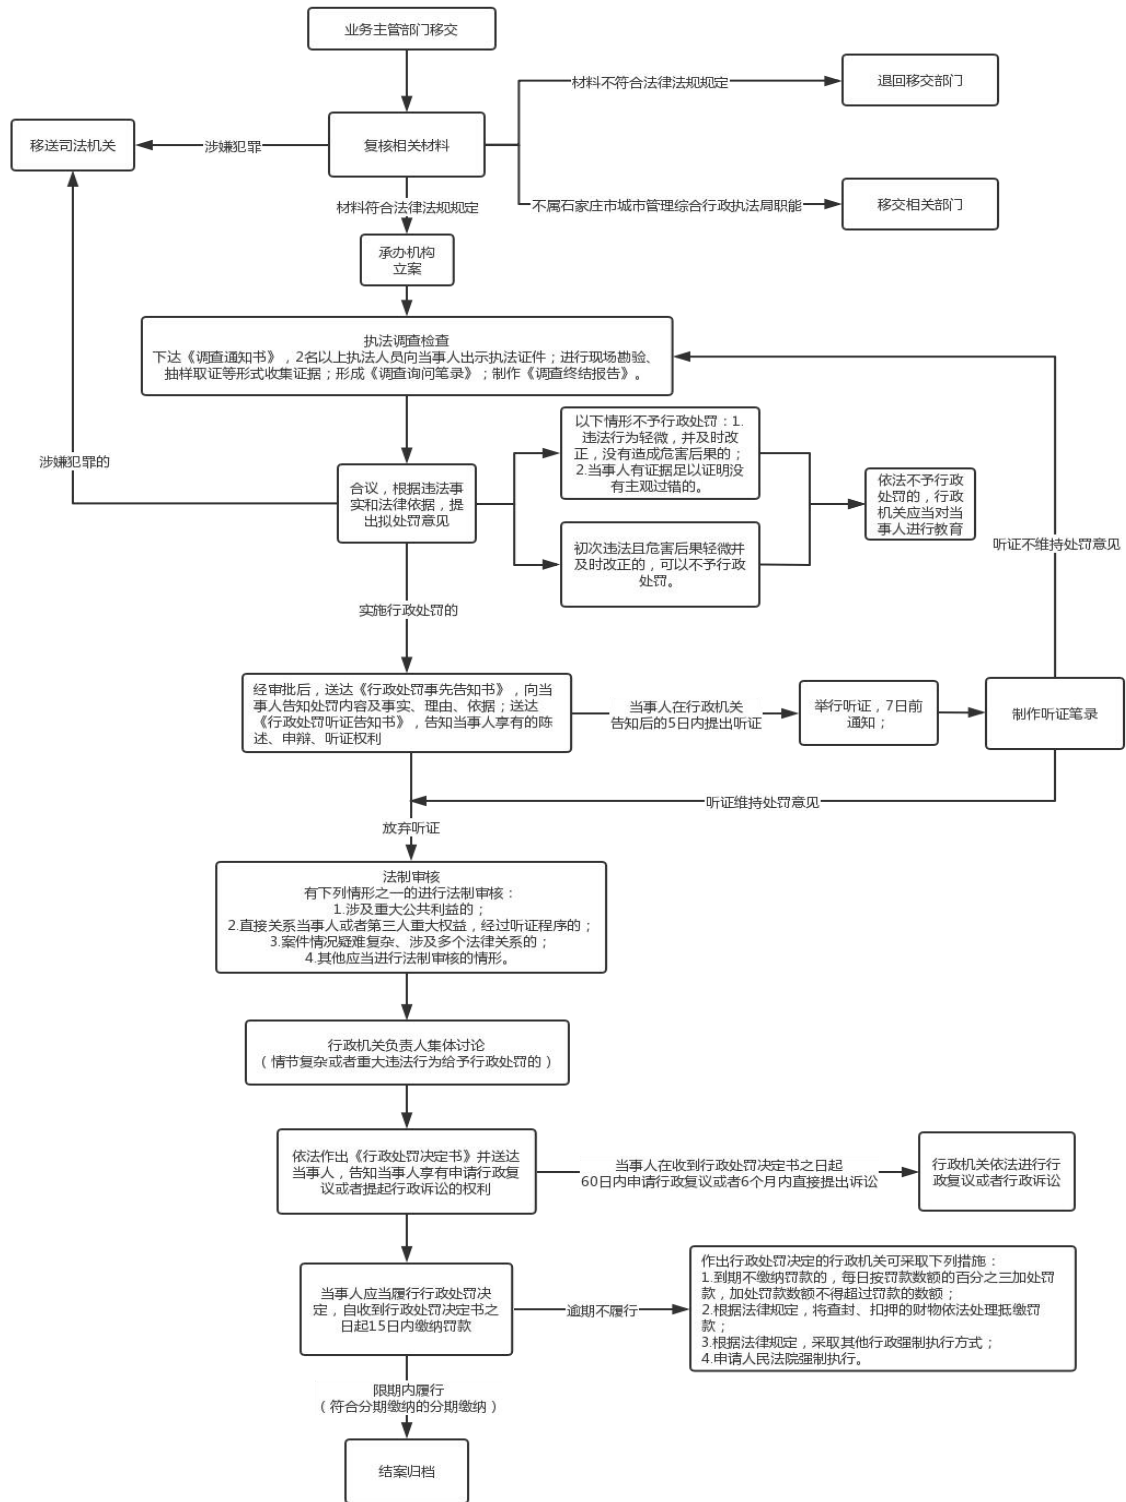 业务主管部门移交
材料不符合法律法规规定
退回移交部门
移送司法机关
涉嫌犯罪
复核相关材料
材料符合法律法规规定
不属石家庄市城市管理综合行政执法局职能
移交相关部门
承办机构
立案
执法调查检查
下达《调查通知书》，2名以上执法人员向当事人出示执法证件；进行现场勘验、
抽样取证等形式收集证据；形成《调查询问笔录》；制作《调查终结报告》。
以下情形不予行政处罚：1.
违法行为轻微，并及时改
正，没有造成危害后果的；
2.当事人有证据足以证明没
有主观过错的。
涉嫌犯罪的
合议，根据违法事
实和法律依据，提
出拟处罚意见
依法不予行政
处罚的，行政
机关应当对当
事人进行教育
初次违法且危害后果轻微并
及时改正的，可以不予行政
处罚。
听证不维持处罚意见
实施行政处罚的
经审批后，送达《行政处罚事先告知书》，向当
事人告知处罚内容及事实、理由、依据；送达
《行政处罚听证告知书》，告知当事人享有的陈
述、申辩、听证权利
当事人在行政机关
告知后的5日内提出听证
举行听证，7日前
通知；
制作听证笔录
听证维持处罚意见
放弃听证
法制审核
有下列情形之一的进行法制审核：
1.涉及重大公共利益的；
2.直接关系当事人或者第三人重大权益，经过听证程序的；
3.案件情况疑难复杂、涉及多个法律关系的；
4.其他应当进行法制审核的情形。
行政机关负责人集体讨论
（情节复杂或者重大违法行为给予行政处罚的）
依法作出《行政处罚决定书》并送达
当事人，告知当事人享有申请行政复
议或者提起行政诉讼的权利
当事人在收到行政处罚决定书之日起
60日内申请行政复议或者6个月内直接提出诉讼
行政机关依法进行行
政复议或者行政诉讼
当事人应当履行行政处罚决
定，自收到行政处罚决定书之
日起15日内缴纳罚款
逾期不履行
作出行政处罚决定的行政机关可采取下列措施：
1.到期不缴纳罚款的，每日按罚款数额的百分之三加处罚
款，加处罚款数额不得超过罚款的数额；
2.根据法律规定，将查封、扣押的财物依法处理抵缴罚
款；
3.根据法律规定，采取其他行政强制执行方式；
4.申请人民法院强制执行。
限期内履行
（符合分期缴纳的分期缴纳）
结案归档